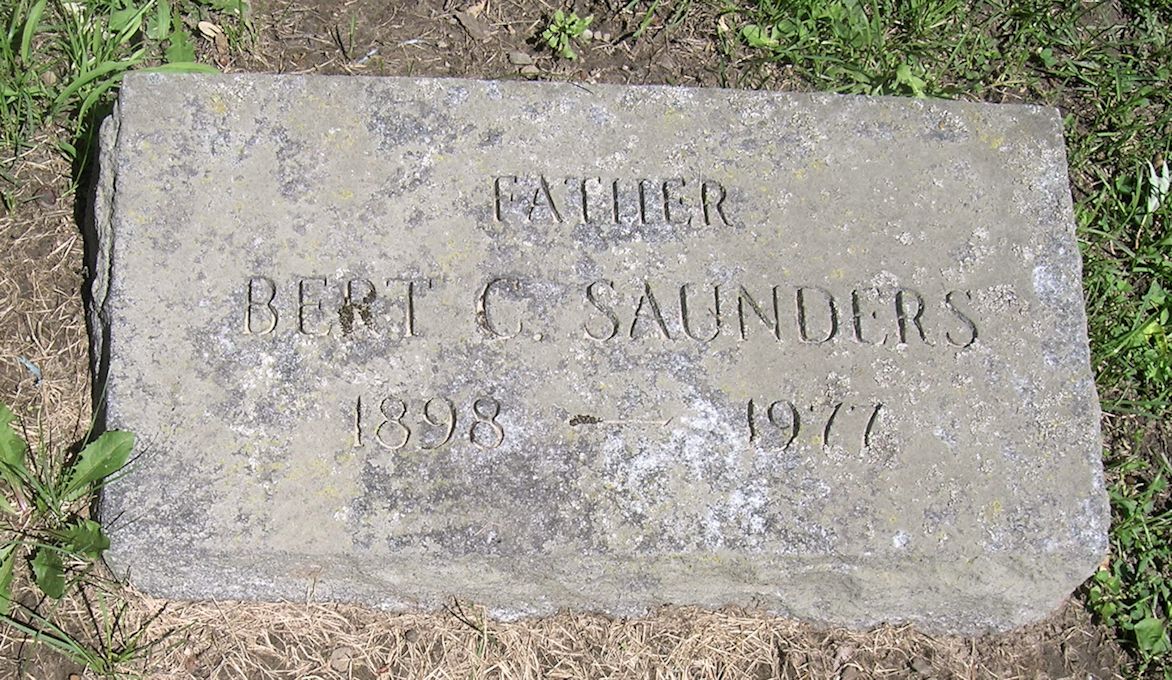 FATHER
BERT C. SAUNDERS
1898 — 1977